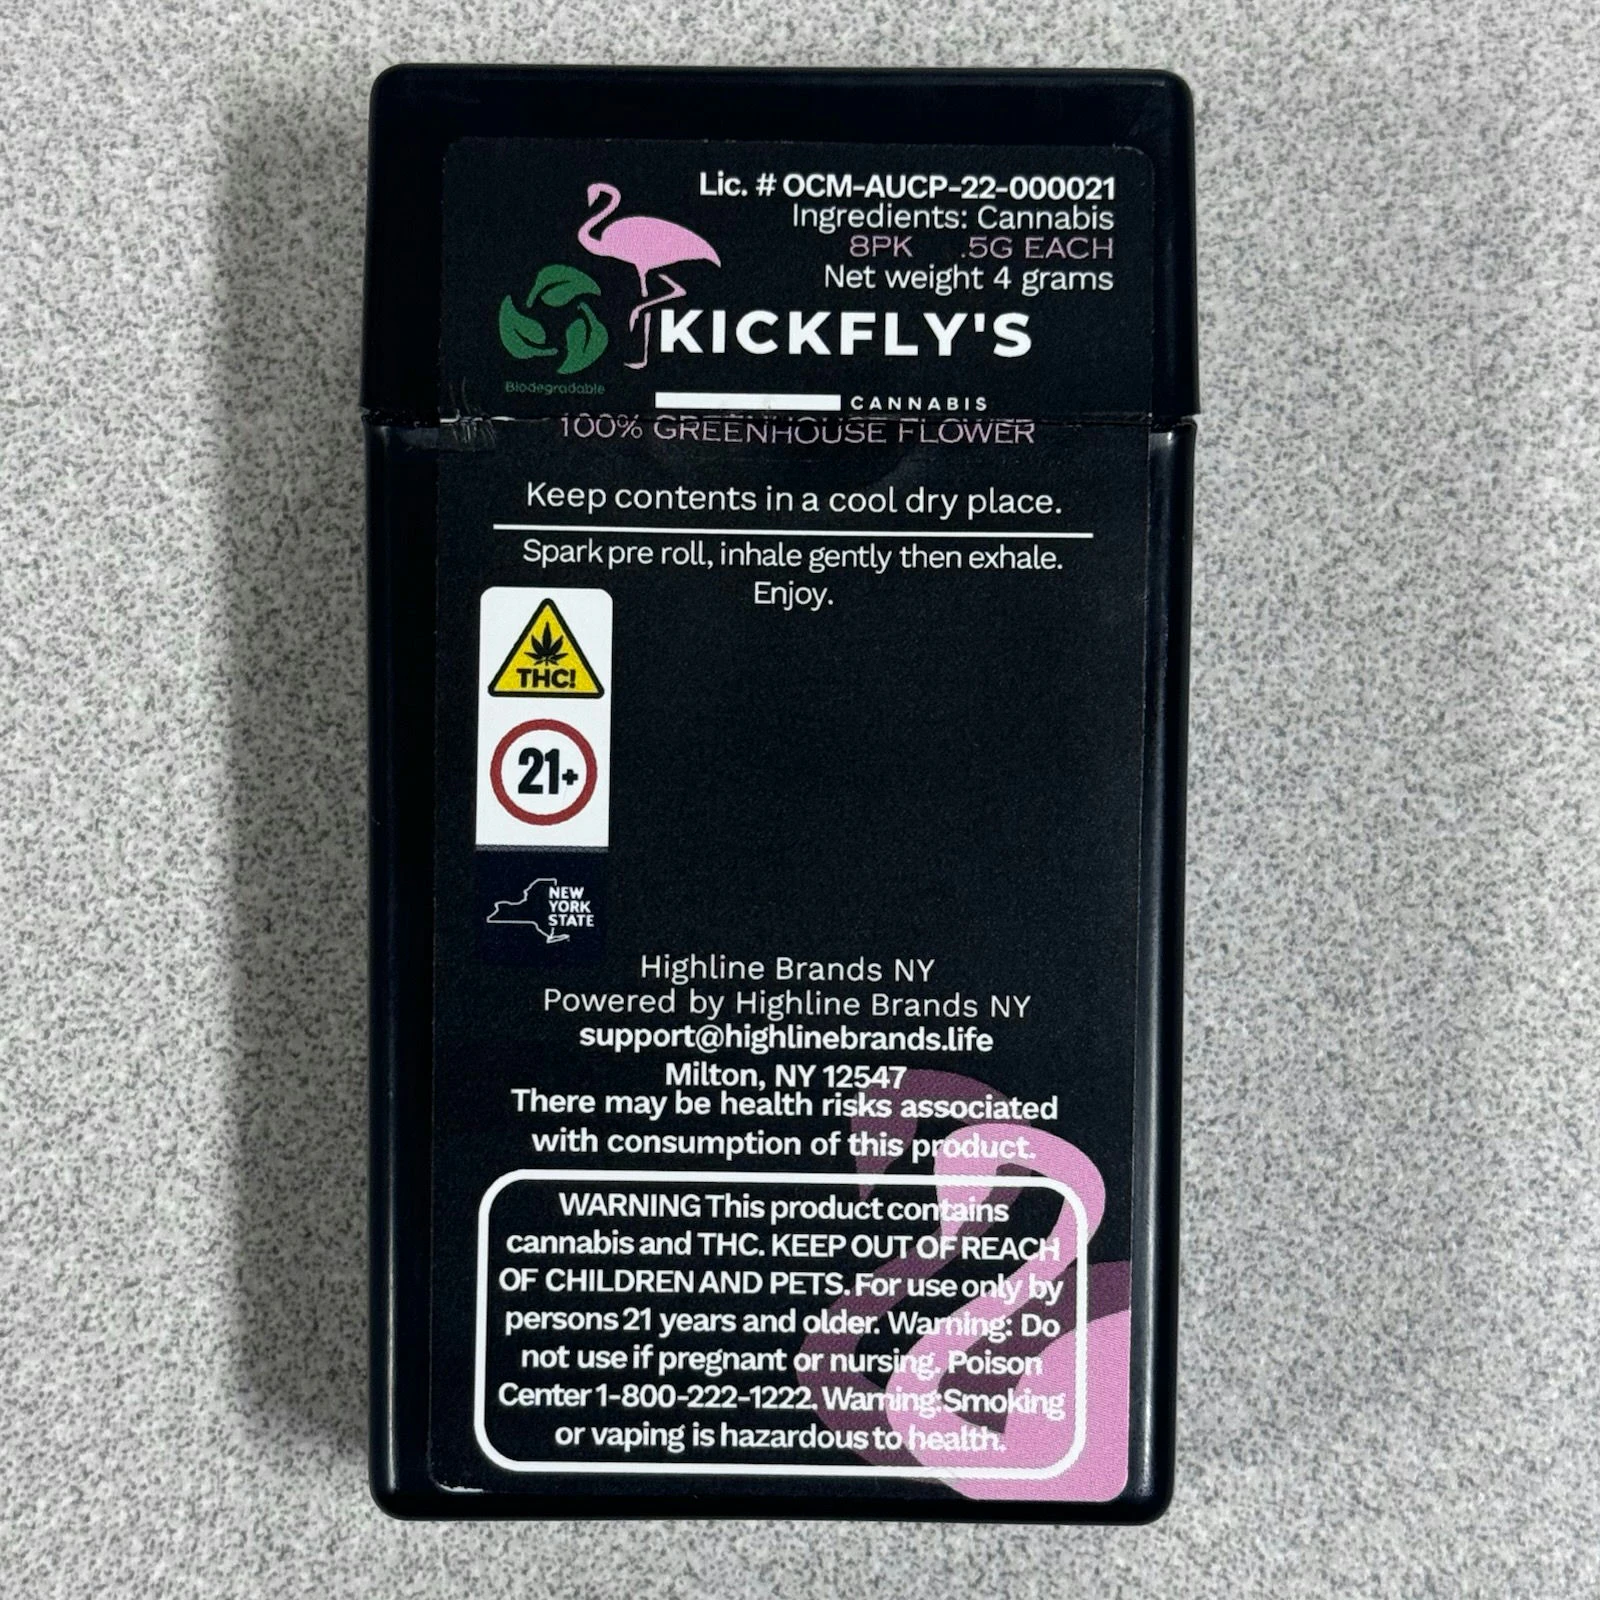 Lic. # OCM-AUCP-22-000021
Ingredients: Cannabis
8PK .5G EACH
Net weight 4 grams
Biodegradable
KICKFLY'S
CANNABIS
100% GREENHOUSE FLOWER
Keep contents in a cool dry place.
Spark pre roll, inhale gently then exhale.
Enjoy.
THC!
21+
NEW
YORK
STATE
Highline Brands NY
Powered by Highline Brands NY
support@highlinebrands.life
Milton, NY 12547
There may be health risks associated
with consumption of this product.
WARNING This product contains
cannabis and THC. KEEP OUT OF REACH
OF CHILDREN AND PETS. For use only by
persons 21 years and older. Warning: Do
not use if pregnant or nursing. Poison
Center 1-800-222-1222. Warning: Smoking
or vaping is hazardous to health.